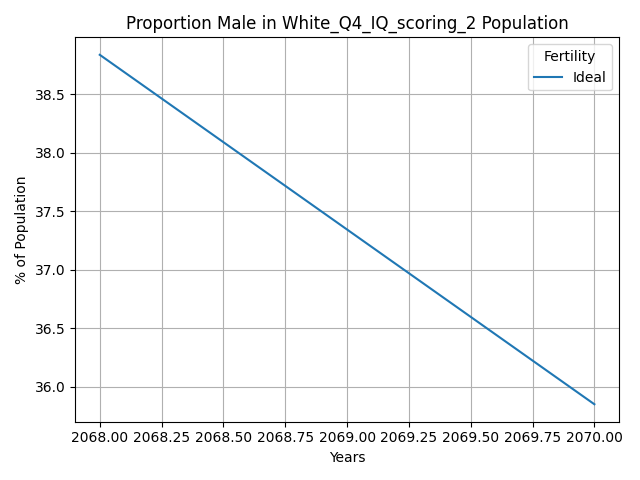 Proportion Male in White_Q4_IQ_scoring_2 Population
Fertility
Ideal
38.5
38.0
37.5
37.0
36.5
36.0
% of Population
2068.00 2068.25 2068.50 2068.75 2069.00 2069.25 2069.50 2069.75 2070.00
Years